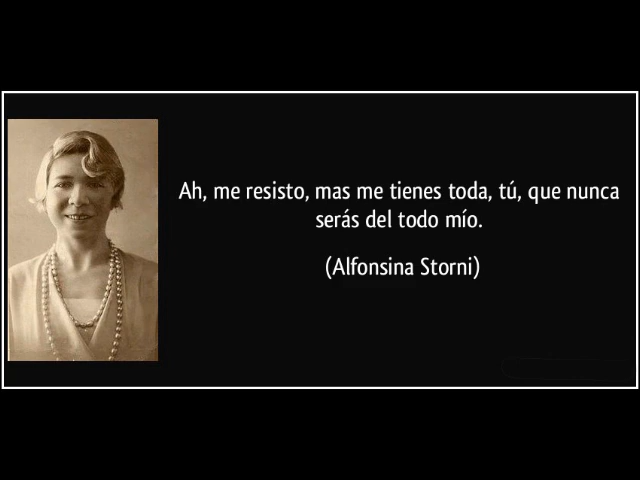 Ah, me resisto, mas me tienes toda, tú, que nunca
serás del todo mío.
(Alfonsina Storni)